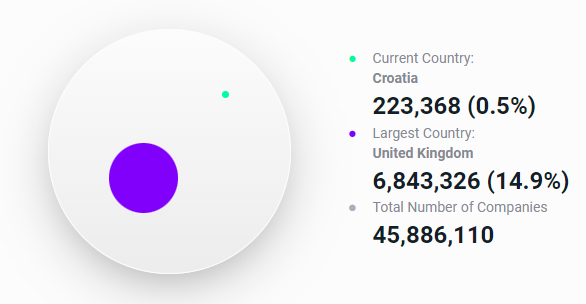 Current Country:
Croatia
223,368 (0.5%)
Largest Country:
United Kingdom
6,843,326 (14.9%)
Total Number of Companies
45,886,110